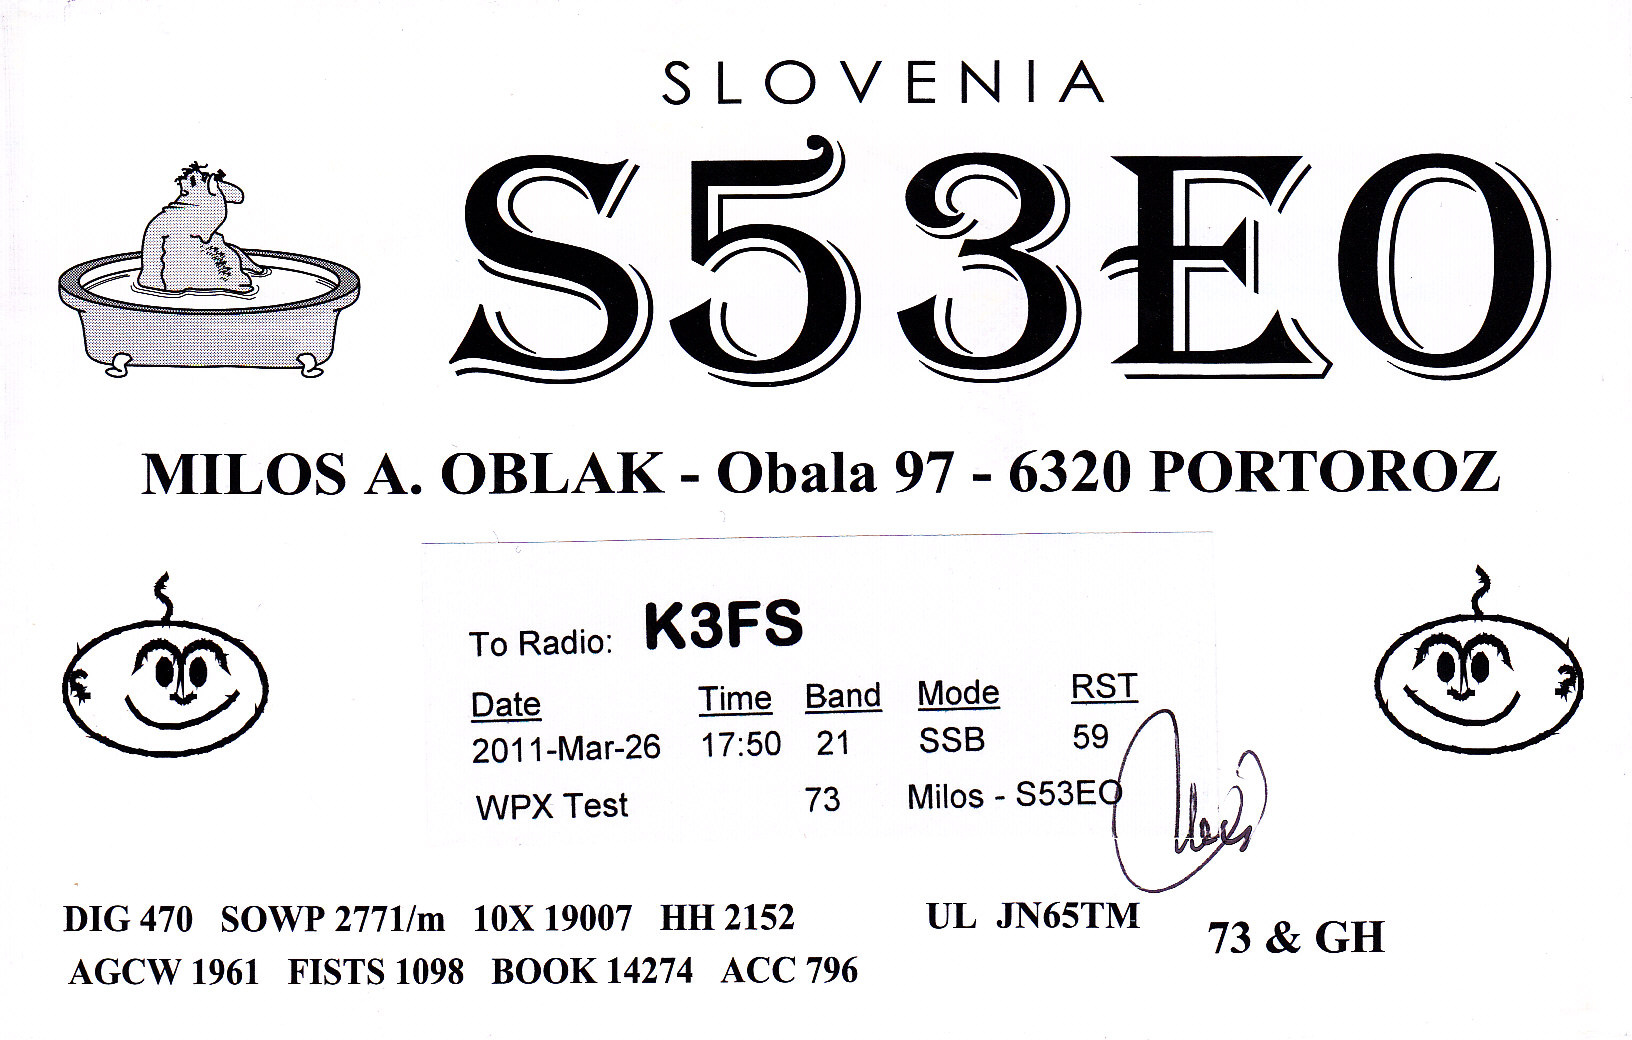 SLOVENIA
S53EO
MILOS A. OBLAK - Obala 97 - 6320 PORTOROZ
To Radio: K3FS
Date Time Band Mode RST
2011-Mar-26 17:50 21 SSB 59
WPX Test 73 Milos - S53EO
DIG 470 SOWP 2771/m 10X 19007 HH 2152 UL JN65TM
73 & GH
AGCW 1961 FISTS 1098 BOOK 14274 ACC 796